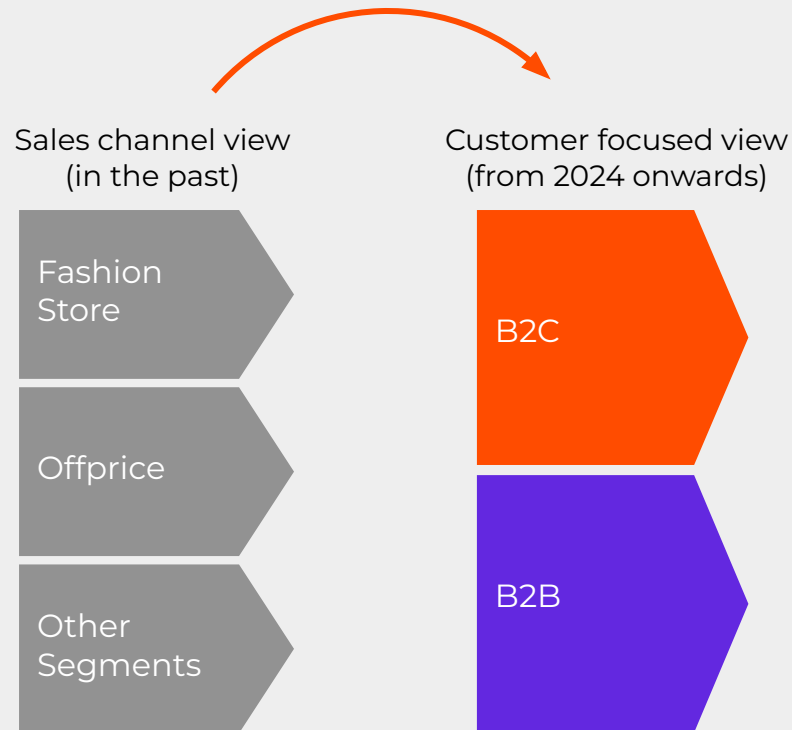 Sales channel view
(in the past)
Fashion
Store
Offprice
Other
Segments
Customer focused view
(from 2024 onwards)
B2C
B2B